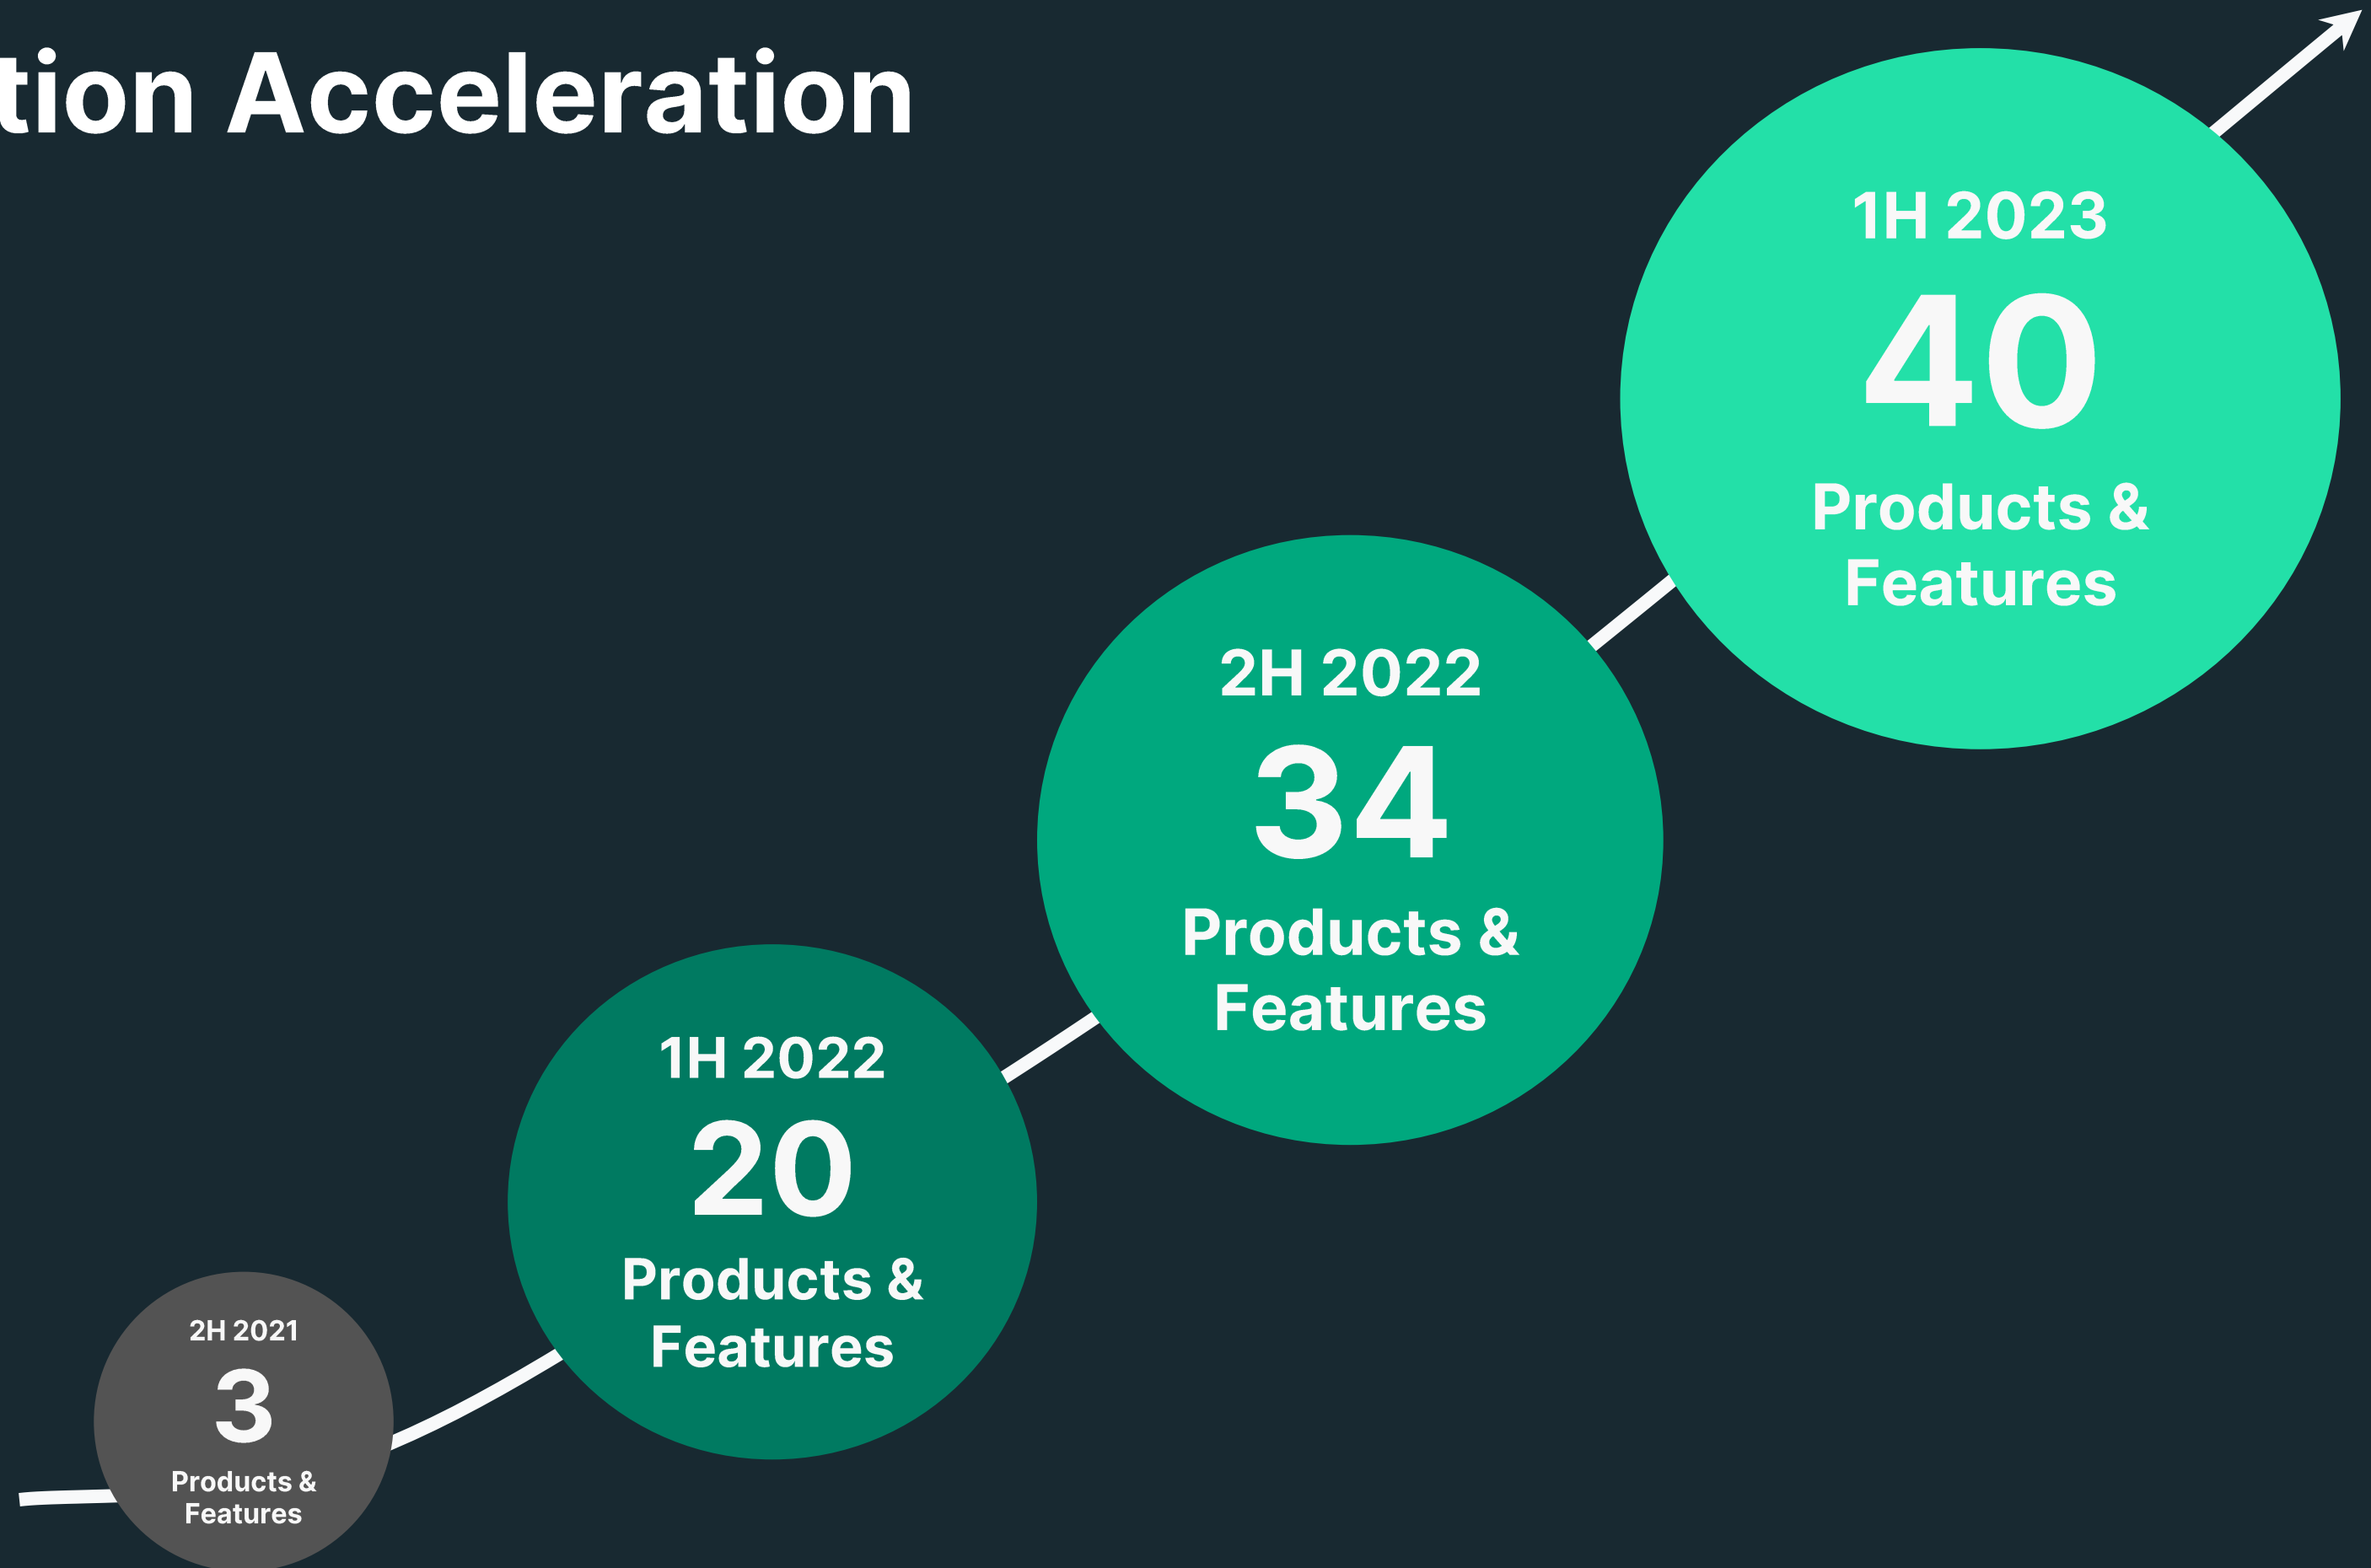 tion Acceleration
2H 2021
3
Products &
Features
1H 2022
20
Products &
Features
2H 2022
34
Products &
Features
1H 2023
40
Products &
Features